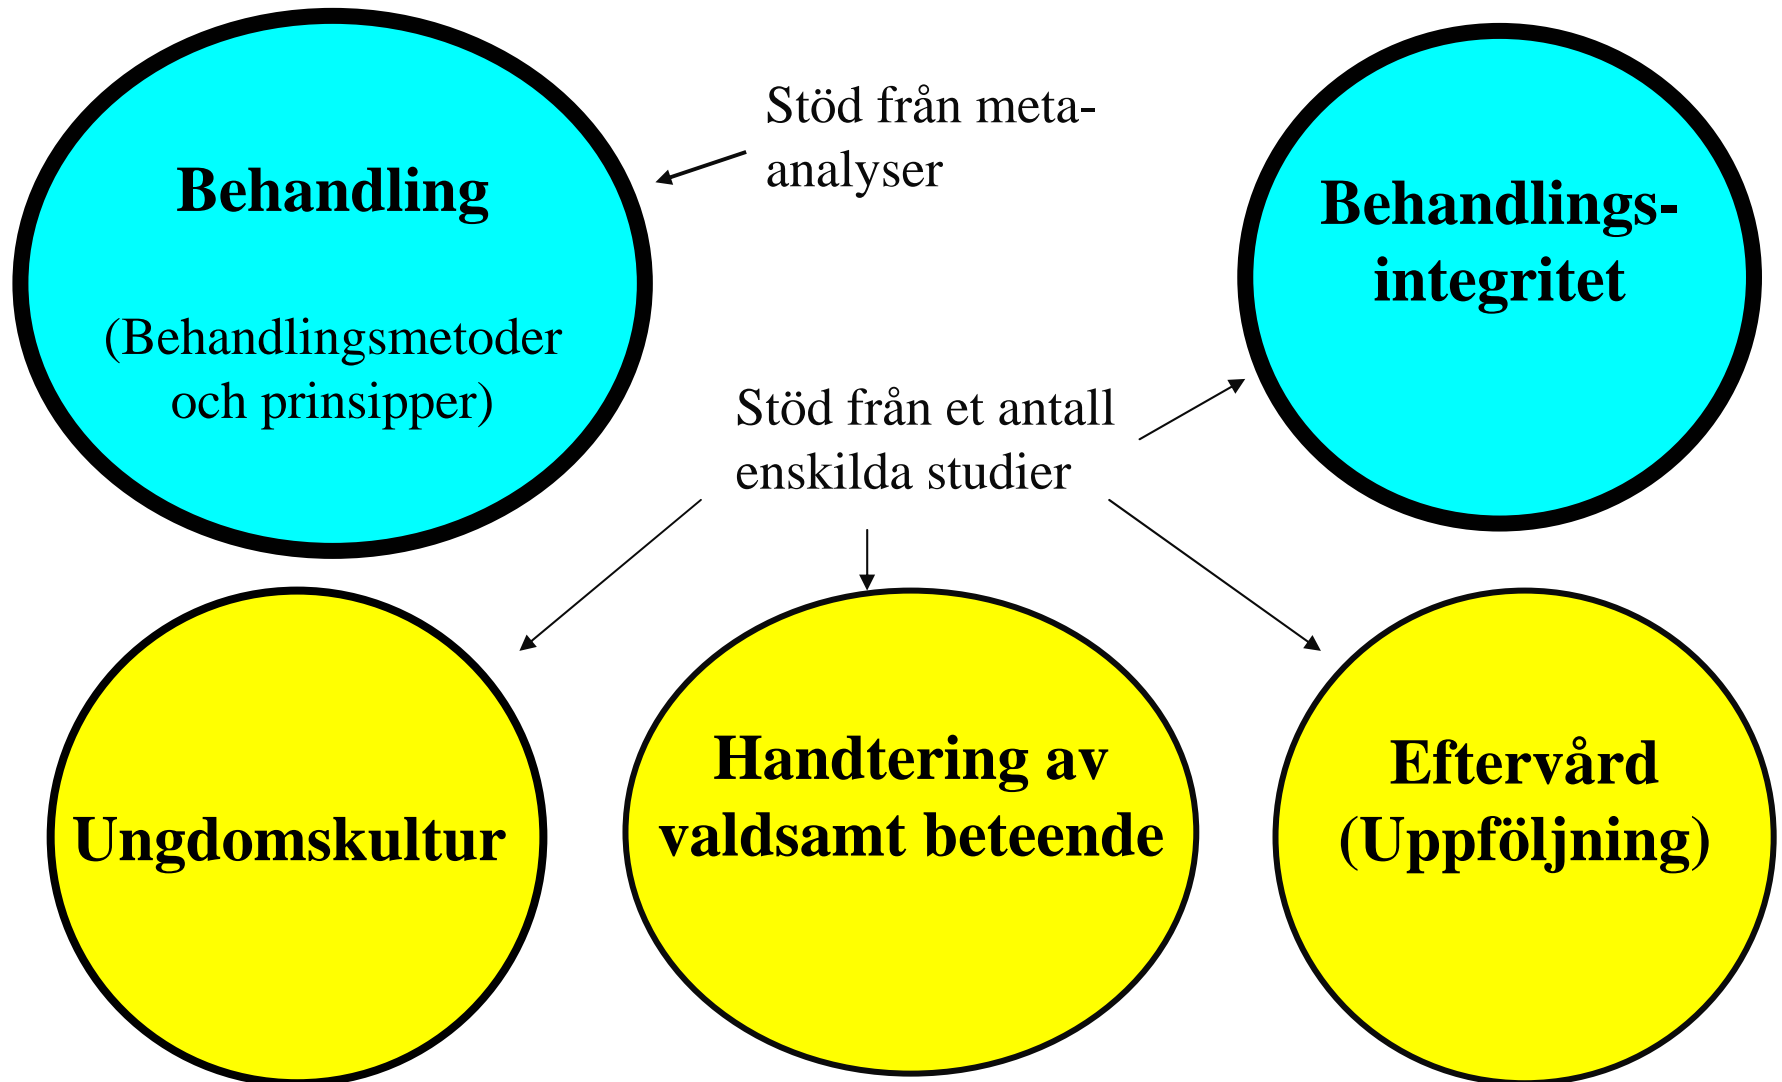 Behandling
(Behandlingsmetoder
och prinsipper)
Stöd från meta-
analyser
Behandlings-
integritet
Stöd från et antall
enskilda studier
Ungdomskultur
Handtering av
valdsamt beteende
Eftervård
(Uppföljning)